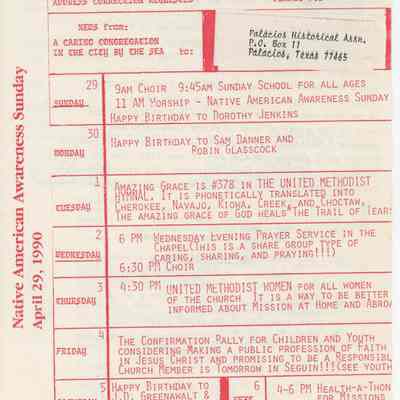 ADDRESS CORRECTION REQUESTED
NEWS from:
A CARING CONGREGATION
IN THE CITY BY THE SEA to:
Palacios Historical Assn.
P.O. Box 11
Palacios, Texas 77465
Native American Awareness Sunday
April 29, 1990
29
SUNDAY
9AM CHOIR 9:45AM SUNDAY SCHOOL FOR ALL AGES
11 AM WORSHIP - NATIVE AMERICAN AWARENESS SUNDAY
HAPPY BIRTHDAY TO DOROTHY JENKINS
30
MONDAY
HAPPY BIRTHDAY TO SAM DANNER AND
ROBIN GLASSCOCK
1
TUESDAY
AMAZING GRACE IS #378 IN THE UNITED METHODIST
HYMNAL. IT IS PHONETICALLY TRANSLATED INTO
CHEROKEE, NAVAJO, KIOWA, CREEK, AND CHOCTAW.
THE AMAZING GRACE OF GOD HEALS THE TRAIL OF TEARS
2
WEDNESDAY
6 PM WEDNESDAY EVENING PRAYER SERVICE IN THE
CHAPEL(THIS IS A SHARE GROUP TYPE OF
CARING, SHARING, AND PRAYING!!!)
6:30 PM CHOIR
3
THURSDAY
4:30 PM UNITED METHODIST WOMEN FOR ALL WOMEN
OF THE CHURCH IT IS A WAY TO BE BETTER
INFORMED ABOUT MISSION AT HOME AND ABROA
4
FRIDAY
THE CONFIRMATION RALLY FOR CHILDREN AND YOUTH
CONSIDERING MAKING A PUBLIC PROFESSION OF FAITH
IN JESUS CHRIST AND PROMISING TO BE A RESPONSIBL
CHURCH MEMBER IS TOMORROW IN SEGUIN!!!(SEE YOUTH
5
HAPPY BIRTHDAY TO
J.D. GREENAWALT &
6
4-6 PM HEALTH-A-THON
FOR MISSIONS